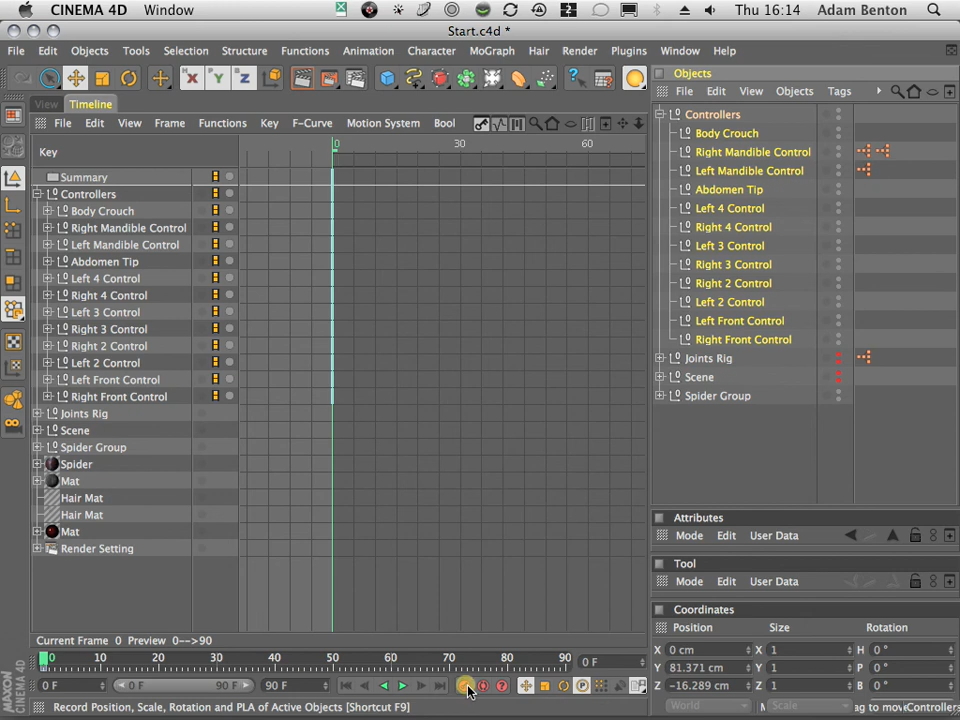 CINEMA 4D Window Thu 16:14 Adam Benton
Start.c4d *
File Edit Objects Tools Selection Structure Functions Animation Character MoGraph Hair Render Plugins Window Help
X Y Z
View Timeline
File Edit View Frame Functions Key F-Curve Motion System Bool
Key
0 30 60
Summary
Controllers
Body Crouch
Right Mandible Control
Left Mandible Control
Abdomen Tip
Left 4 Control
Right 4 Control
Left 3 Control
Right 3 Control
Right 2 Control
Left 2 Control
Left Front Control
Right Front Control
Joints Rig
Scene
Spider Group
Spider
Mat
Hair Mat
Hair Mat
Mat
Render Setting
Current Frame 0 Preview 0-->90
0 10 20 30 40 50 60 70 80 90 0 F
0 F 0 F 90 F 90 F
Record Position, Scale, Rotation and PLA of Active Objects [Shortcut F9]
MAXON
CINEMA 4D
Objects
File Edit View Objects Tags
Controllers
Body Crouch
Right Mandible Control
Left Mandible Control
Abdomen Tip
Left 4 Control
Right 4 Control
Left 3 Control
Right 3 Control
Right 2 Control
Left 2 Control
Left Front Control
Right Front Control
Joints Rig
Scene
Spider Group
Attributes
Mode Edit User Data
Tool
Mode Edit User Data
Coordinates
Position Size Rotation
X 0 cm X 1 H 0 °
Y 81.371 cm Y 1 P 0 °
Z -16.289 cm Z 1 B 0 °
World Scale